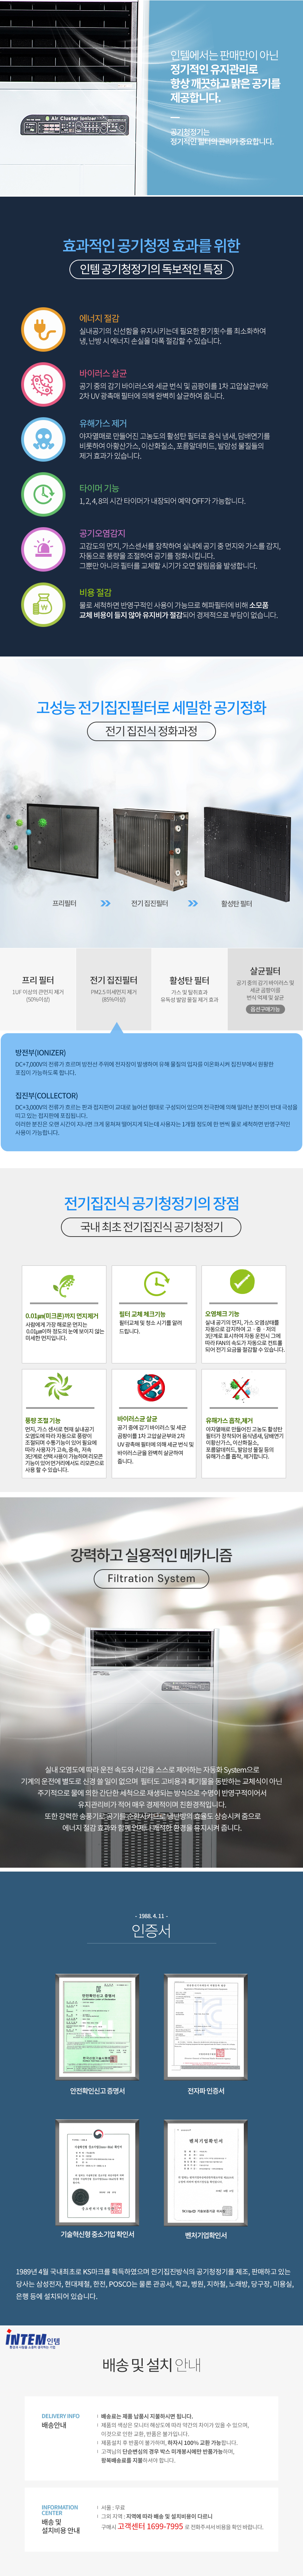 인템에서는 판매만이 아닌
정기적인 유지관리로
항상 깨끗하고 맑은 공기를
제공합니다.
공기청정기는
정기적인 필터의 관리가 중요합니다.
Air Cluster Ionizer
효과적인 공기청정 효과를 위한
인템 공기청정기의 독보적인 특징
에너지 절감
실내공기의 신선함을 유지시키는데 필요한 환기횟수를 최소화하여
냉, 난방 시 에너지 손실을 대폭 절감할 수 있습니다.
바이러스 살균
공기 중의 감기 바이러스와 세균 번식 및 곰팡이를 1차 고압살균부와
2차 UV 광촉매 필터에 의해 완벽히 살균하여 줍니다.
유해가스 제거
야자열매로 만들어진 고농도의 활성탄 필터로 음식 냄새, 담배연기를
비롯하여 아황산가스, 이산화질소, 포름알데히드, 발암성 물질등의
제거 효과가 있습니다.
타이머 기능
1, 2, 4, 8의 시간 타이머가 내장되어 예약 OFF가 가능합니다.
공기오염감지
고감도의 먼지, 가스센서를 장착하여 실내에 공기 중 먼지와 가스를 감지,
자동으로 풍량을 조절하여 공기를 정화시킵니다.
그뿐만 아니라 필터를 교체할 시기가 오면 알림음을 발생합니다.
비용 절감
물로 세척하면 반영구적인 사용이 가능므로 헤파필터에 비해 소모품
교체 비용이 들지 않아 유지비가 절감되어 경제적으로 부담이 없습니다.
고성능 전기집진필터로 세밀한 공기정화
전기 집진식 정화과정
프리필터
전기 집진필터
활성탄 필터
프리 필터
1UF 이상의 큰먼지 제거
(50%이상)
전기 집진필터
PM2.5 미세먼지 제거
(85%이상)
활성탄 필터
가스 및 탈취효과
유독성 발암 물질 제거 효과
살균필터
공기 중의 감기 바이러스 및
세균 곰팡이등
번식 억제 및 살균
옵션구매가능
방전부(IONIZER)
DC+7,000V의 전류가 흐르며 방전선 주위에 전자장이 발생하여 유해 물질의 입자를 이온화시켜 집진부에서 원활한
포집이 가능하도록 합니다.
집진부(COLLECTOR)
DC+3,000V의 전류가 흐르는 판과 집지판이 교대로 늘어선 형태로 구성되어 있으며 전극판에 의해 밀려난 분진이 반대 극성을
띠고 있는 집지판에 포집됩니다.
이러한 분진은 오랜 시간이 지나면 크게 뭉쳐져 떨어지게 되는데 사용자는 1개월 정도에 한 번씩 물로 세척하면 반영구적인
사용이 가능합니다.
전기집진식 공기청정기의 장점
국내 최초 전기집진식 공기청정기
0.01㎛(미크론)까지 먼지제거
사람에게 가장 해로운 먼지는
0.01㎛이하 정도의 눈에 보이지 않는
미세한 먼지입니다.
필터 교체 체크기능
필터교체 및 청소 시기를 알려
드립니다.
오염체크 기능
실내 공기의 먼지, 가스 오염상태를
자동으로 감지하여 고 · 중 · 저의
3단계로 표시하며 자동 운전시 그에
따라 FAN의 속도가 자동으로 컨트롤
되어 전기 요금을 절감할 수 있습니다.
풍량 조절 기능
먼지, 가스 센서로 현재 실내공기
오염도에 따라 자동으로 풍량이
조절되며 수동기능이 있어 필요에
따라 사용자가 고속, 중속, 저속
3단계로 선택 사용이 가능하며 리모콘
기능이 있어 먼거리에서도 리모콘으로
사용 할 수 있습니다.
바이러스균 살균
공기 중에 감기 바이러스 및 세균
곰팡이를 1차 고압살균부와 2차
UV 광촉매 필터에 의해 세균 번식 및
바이러스균을 완벽히 살균하여
줍니다.
유해가스 흡착,제거
야자열매로 만들어진 고농도 활성탄
필터가 장착되어 음식냄새, 담배연기
이황산가스, 이산화질소,
포름알데히드, 발암성 물질 등의
유해가스를 흡착, 제거합니다.
강력하고 실용적인 메카니즘
Filtration System
실내 오염도에 따라 운전 속도와 시간을 스스로 제어하는 자동화 System으로
기계의 운전에 별도로 신경 쓸 일이 없으며 필터도 고비용과 폐기물을 동반하는 교체식이 아닌
주기적으로 물에 의한 간단한 세척으로 재생되는 방식으로 수명이 반영구적이어서
유지관리비가 적어 매우 경제적이며 친환경적입니다.
또한 강력한 송풍기로 공기를 순환시키므로 냉난방의 효율도 상승시켜 줌으로
에너지 절감 효과와 함께 언제나 쾌적한 환경을 유지시켜 줍니다.
- 1988. 4. 11 -
인증서
안전확인신고 증명서
전자파 인증서
기술혁신형 중소기업 확인서
벤처기업확인서
1989년 4월 국내최초로 KS마크를 획득하였으며 전기집진방식의 공기청정기를 제조, 판매하고 있는
당사는 삼성전자, 현대제철, 한전, POSCO는 물론 관공서, 학교, 병원, 지하철, 노래방, 당구장, 미용실,
은행 등에 설치되어 있습니다.
INTEM인템
배송 및 설치 안내
DELIVERY INFO
배송안내
배송료는 제품 납품시 지불하시면 됩니다.
제품의 색상은 모니터 해상도에 따라 약간의 차이가 있을 수 있으며,
이것으로 인한 교환, 반품은 불가입니다.
제품설치 후 반품이 불가하며, 하자시 100% 교환 가능합니다.
고객님의 단순변심의 경우 박스 미개봉시에만 반품가능하며,
왕복배송료를 지불하셔야 합니다.
INFORMATION
CENTER
배송 및
설치비용 안내
서울 : 무료
그외 지역 : 지역에 따라 배송 및 설치비용이 다르니
구매시 고객센터 1699-7995 로 전화주셔서 비용을 확인 바랍니다.